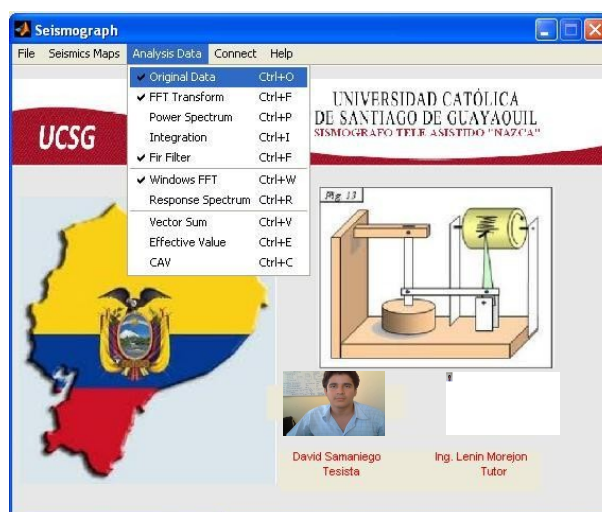 Seismograph
File Seismics Maps Analysis Data Connect Help
Original Data Ctrl+O
FFT Transform Ctrl+F
Power Spectrum Ctrl+P
Integration Ctrl+I
Fir Filter Ctrl+F
Windows FFT Ctrl+W
Response Spectrum Ctrl+R
Vector Sum Ctrl+V
Effective Value Ctrl+E
CAV Ctrl+C
UCSG
UNIVERSIDAD CATÓLICA
DE SANTIAGO DE GUAYAQUIL
SISMOGRAFO TELE ASISTIDO "NAZCA"
Fig. 13
David Samaniego
Tesista
Ing. Lenin Morejon
Tutor